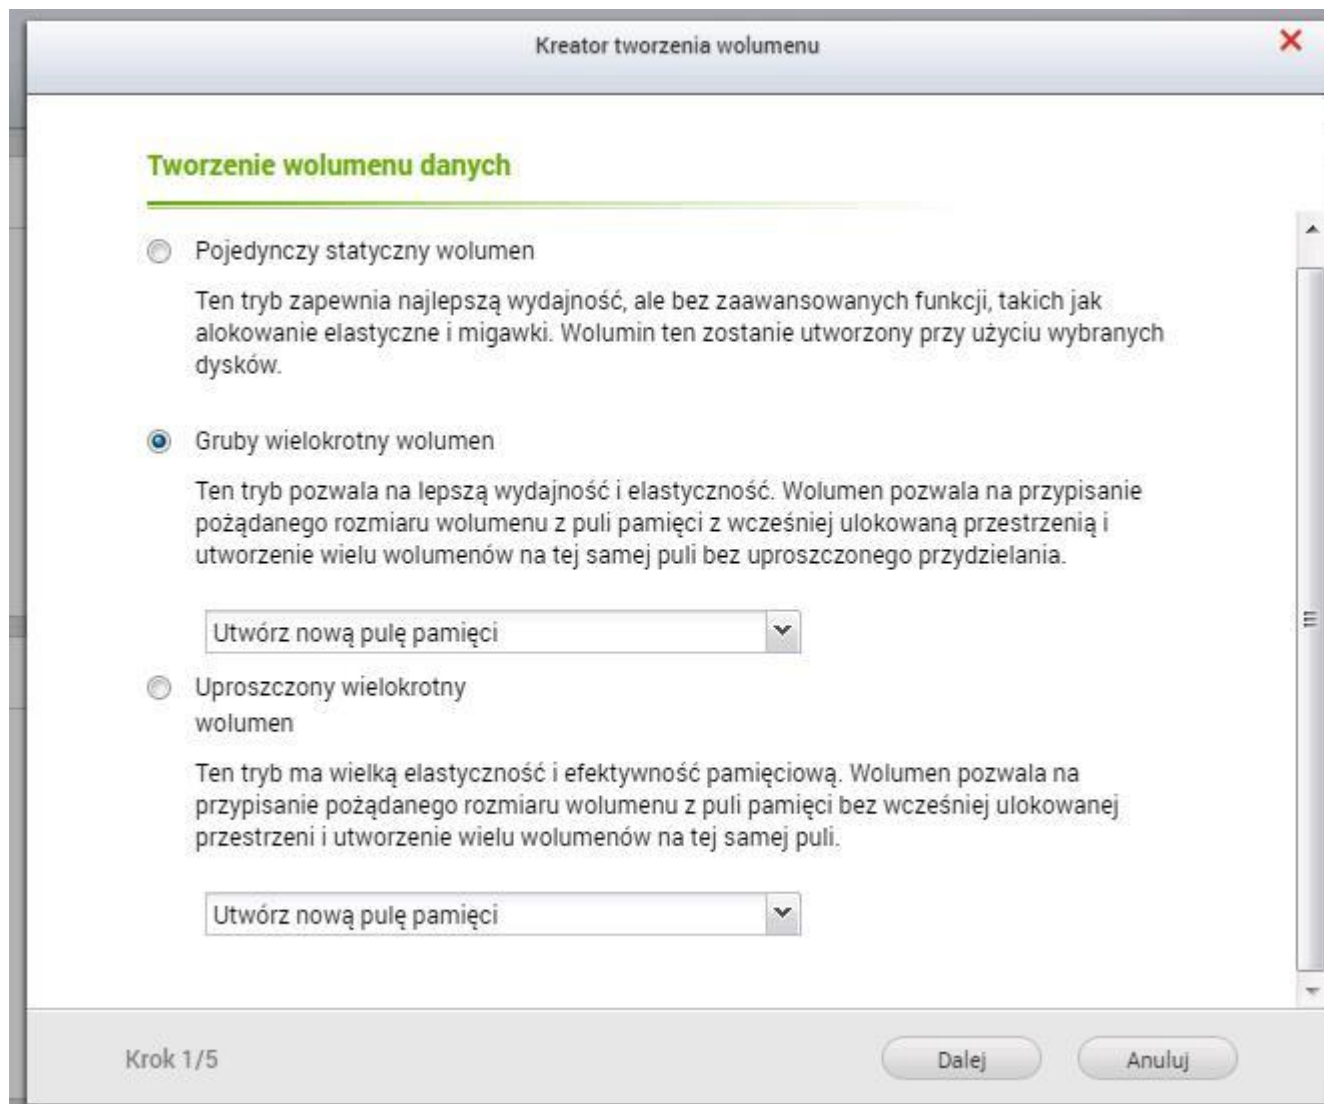 Kreator tworzenia wolumenu
Tworzenie wolumenu danych
Pojedynczy statyczny wolumen
Ten tryb zapewnia najlepszą wydajność, ale bez zaawansowanych funkcji, takich jak
alokowanie elastyczne i migawki. Wolumin ten zostanie utworzony przy użyciu wybranych
dysków.
Gruby wielokrotny wolumen
Ten tryb pozwala na lepszą wydajność i elastyczność. Wolumen pozwala na przypisanie
pożądanego rozmiaru wolumenu z puli pamięci z wcześniej ulokowaną przestrzenią i
utworzenie wielu wolumenów na tej samej puli bez uproszczonego przydzielania.
Utwórz nową pulę pamięci
Uproszczony wielokrotny
wolumen
Ten tryb ma wielką elastyczność i efektywność pamięciową. Wolumen pozwala na
przypisanie pożądanego rozmiaru wolumenu z puli pamięci bez wcześniej ulokowanej
przestrzeni i utworzenie wielu wolumenów na tej samej puli.
Utwórz nową pulę pamięci
Krok 1/5
Dalej
Anuluj